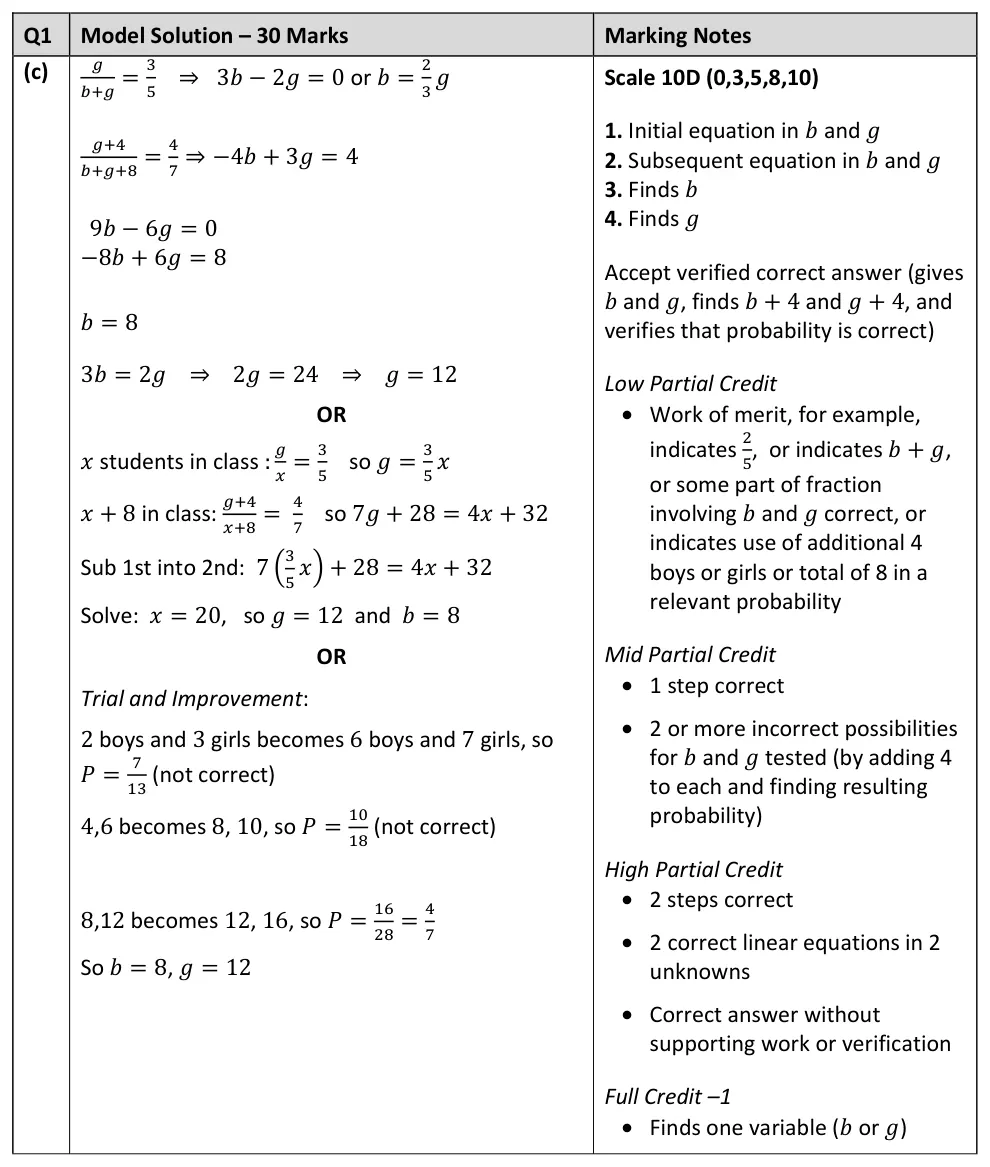 Q1 Model Solution – 30 Marks Marking Notes
(c)
g/(b+g) = 3/5 ⇒ 3b − 2g = 0 or b = 2/3 g
(g+4)/(b+g+8) = 4/7 ⇒ −4b + 3g = 4
9b − 6g = 0
−8b + 6g = 8
b = 8
3b = 2g ⇒ 2g = 24 ⇒ g = 12
OR
x students in class : g/x = 3/5 so g = 3/5 x
x + 8 in class: (g+4)/(x+8) = 4/7 so 7g + 28 = 4x + 32
Sub 1st into 2nd: 7(3/5 x) + 28 = 4x + 32
Solve: x = 20, so g = 12 and b = 8
OR
Trial and Improvement:
2 boys and 3 girls becomes 6 boys and 7 girls, so
P = 7/13 (not correct)
4,6 becomes 8, 10, so P = 10/18 (not correct)
8,12 becomes 12, 16, so P = 16/28 = 4/7
So b = 8, g = 12
Scale 10D (0,3,5,8,10)
1. Initial equation in b and g
2. Subsequent equation in b and g
3. Finds b
4. Finds g
Accept verified correct answer (gives
b and g, finds b + 4 and g + 4, and
verifies that probability is correct)
Low Partial Credit
• Work of merit, for example,
indicates 2/5, or indicates b + g,
or some part of fraction
involving b and g correct, or
indicates use of additional 4
boys or girls or total of 8 in a
relevant probability
Mid Partial Credit
• 1 step correct
• 2 or more incorrect possibilities
for b and g tested (by adding 4
to each and finding resulting
probability)
High Partial Credit
• 2 steps correct
• 2 correct linear equations in 2
unknowns
• Correct answer without
supporting work or verification
Full Credit –1
• Finds one variable (b or g)